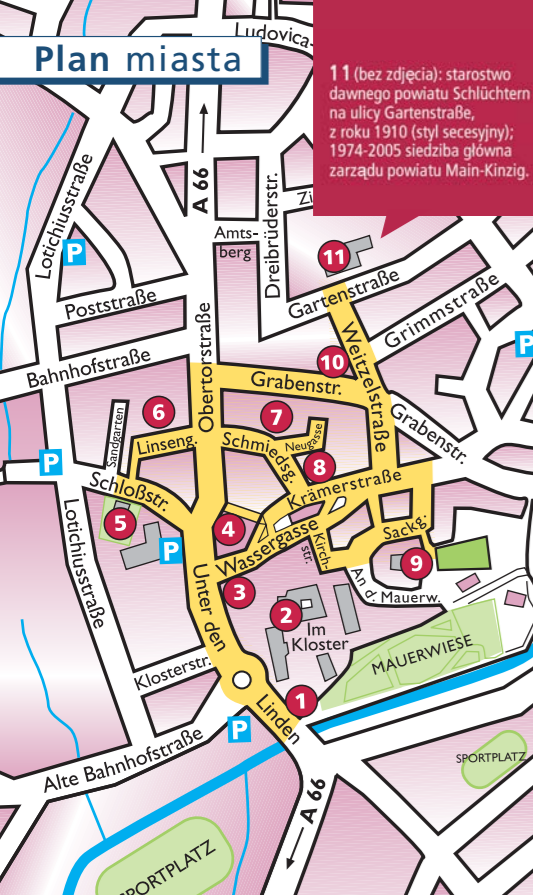 Ludovica-
Plan miasta
11 (bez zdjęcia): starostwo
dawnego powiatu Schlüchtern
na ulicy Gartenstraße,
z roku 1910 (styl secesyjny);
1974-2005 siedziba główna
zarządu powiatu Main-Kinzig.
Lotichiusstraße
A 66
Dreibrüderstr.
Zi
Amts-
berg
P
11
Gartenstraße
Poststraße
Obertorstraße
Weitzelstraße
Grimmstraße
P
Bahnhofstraße
10
Grabenstr.
Sandgarten
6
7
Grabenstr.
Linseng.
Schmiedsg.
Neugasse
8
P
Schloßstr.
Krämerstraße
Lotichiusstraße
5
4
Sackg.
P
Wassergasse
Kirch-
str.
9
Unter den
Linden
3
An d. Mauerw.
2
Im
Kloster
MAUERWIESE
Klosterstr.
1
P
Alte Bahnhofstraße
SPORTPLATZ
A 66
SPORTPLATZ